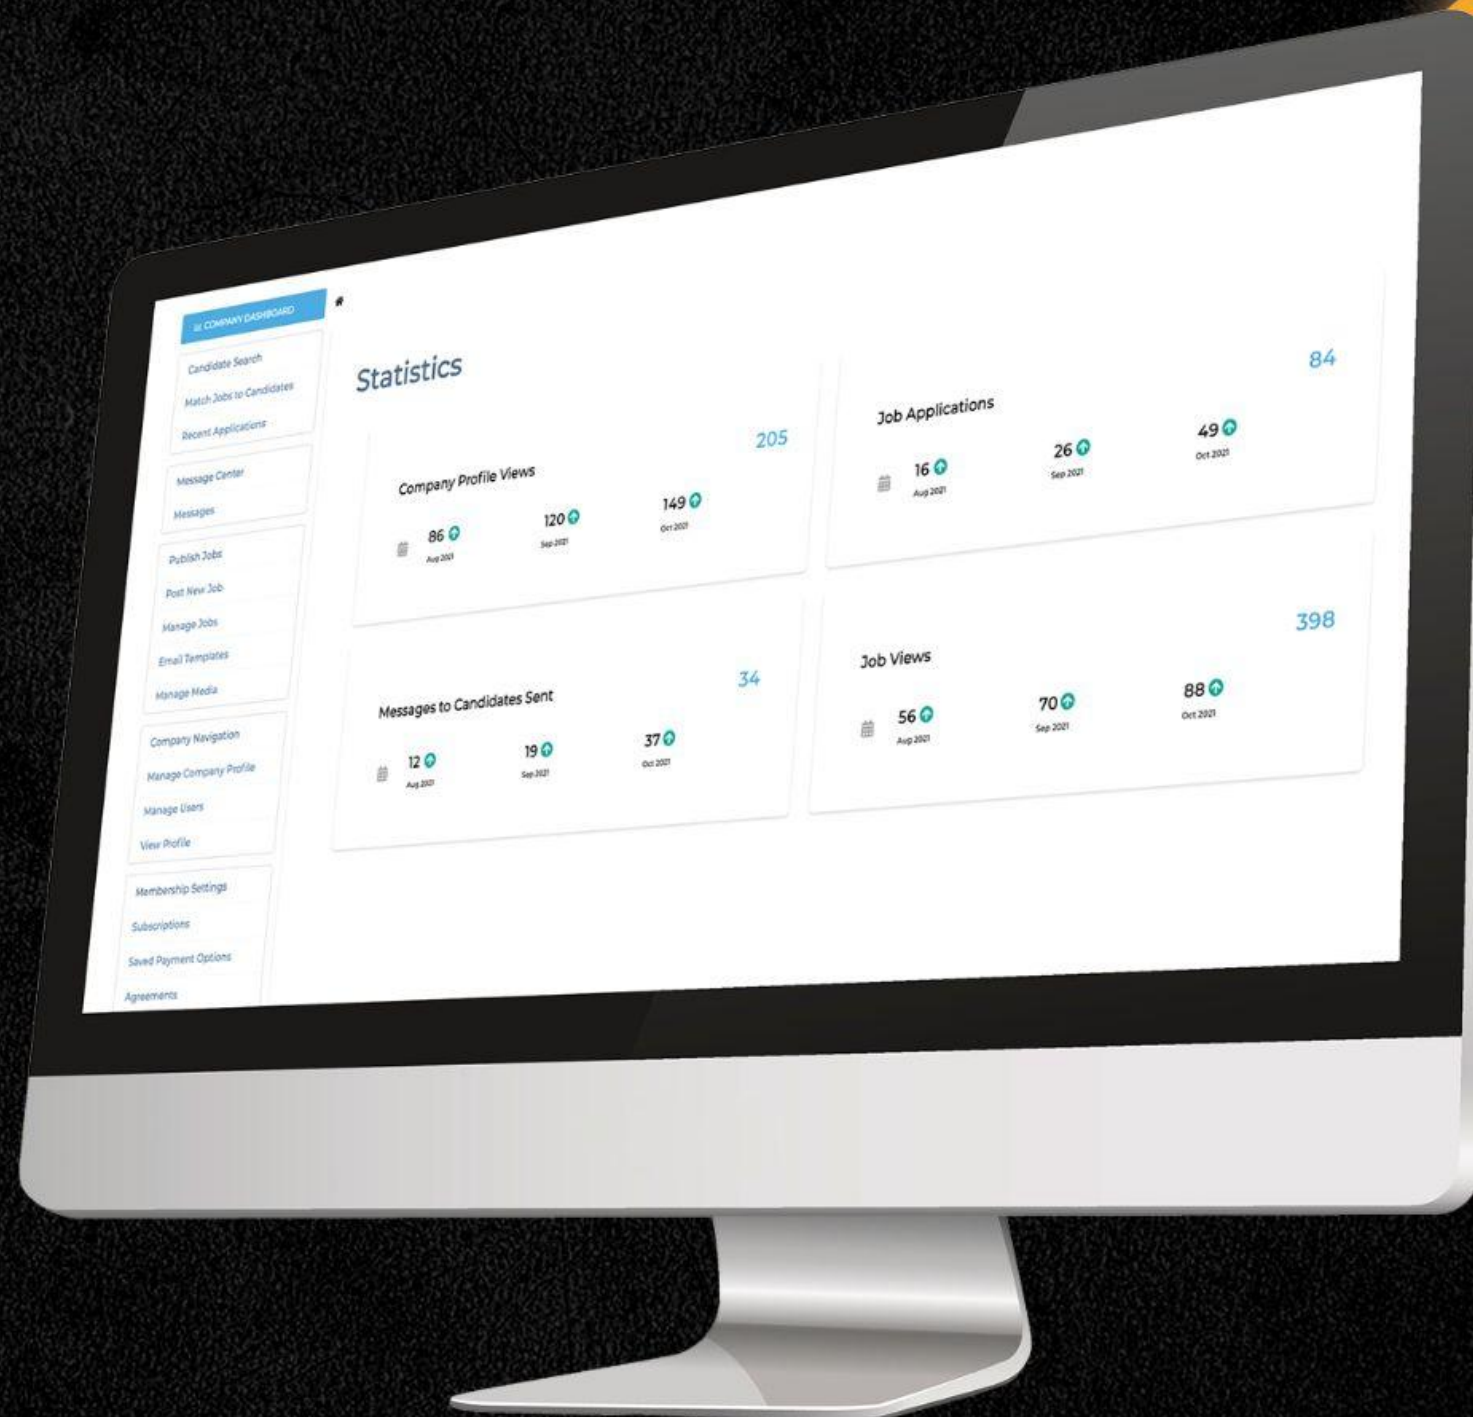 COMPANY DASHBOARD
Candidate Search
Match Jobs to Candidates
Recent Applications
Message Center
Messages
Publish Jobs
Post New Job
Manage Jobs
Email Templates
Manage Media
Company Navigation
Manage Company Profile
Manage Users
View Profile
Membership Settings
Subscriptions
Saved Payment Options
Agreements
Statistics
205
Company Profile Views
86 120 149
Aug 2021 Sep 2021 Oct 2021
84
Job Applications
16 26 49
Aug 2021 Sep 2021 Oct 2021
34
Messages to Candidates Sent
12 19 37
Aug 2021 Sep 2021 Oct 2021
398
Job Views
56 70 88
Aug 2021 Sep 2021 Oct 2021